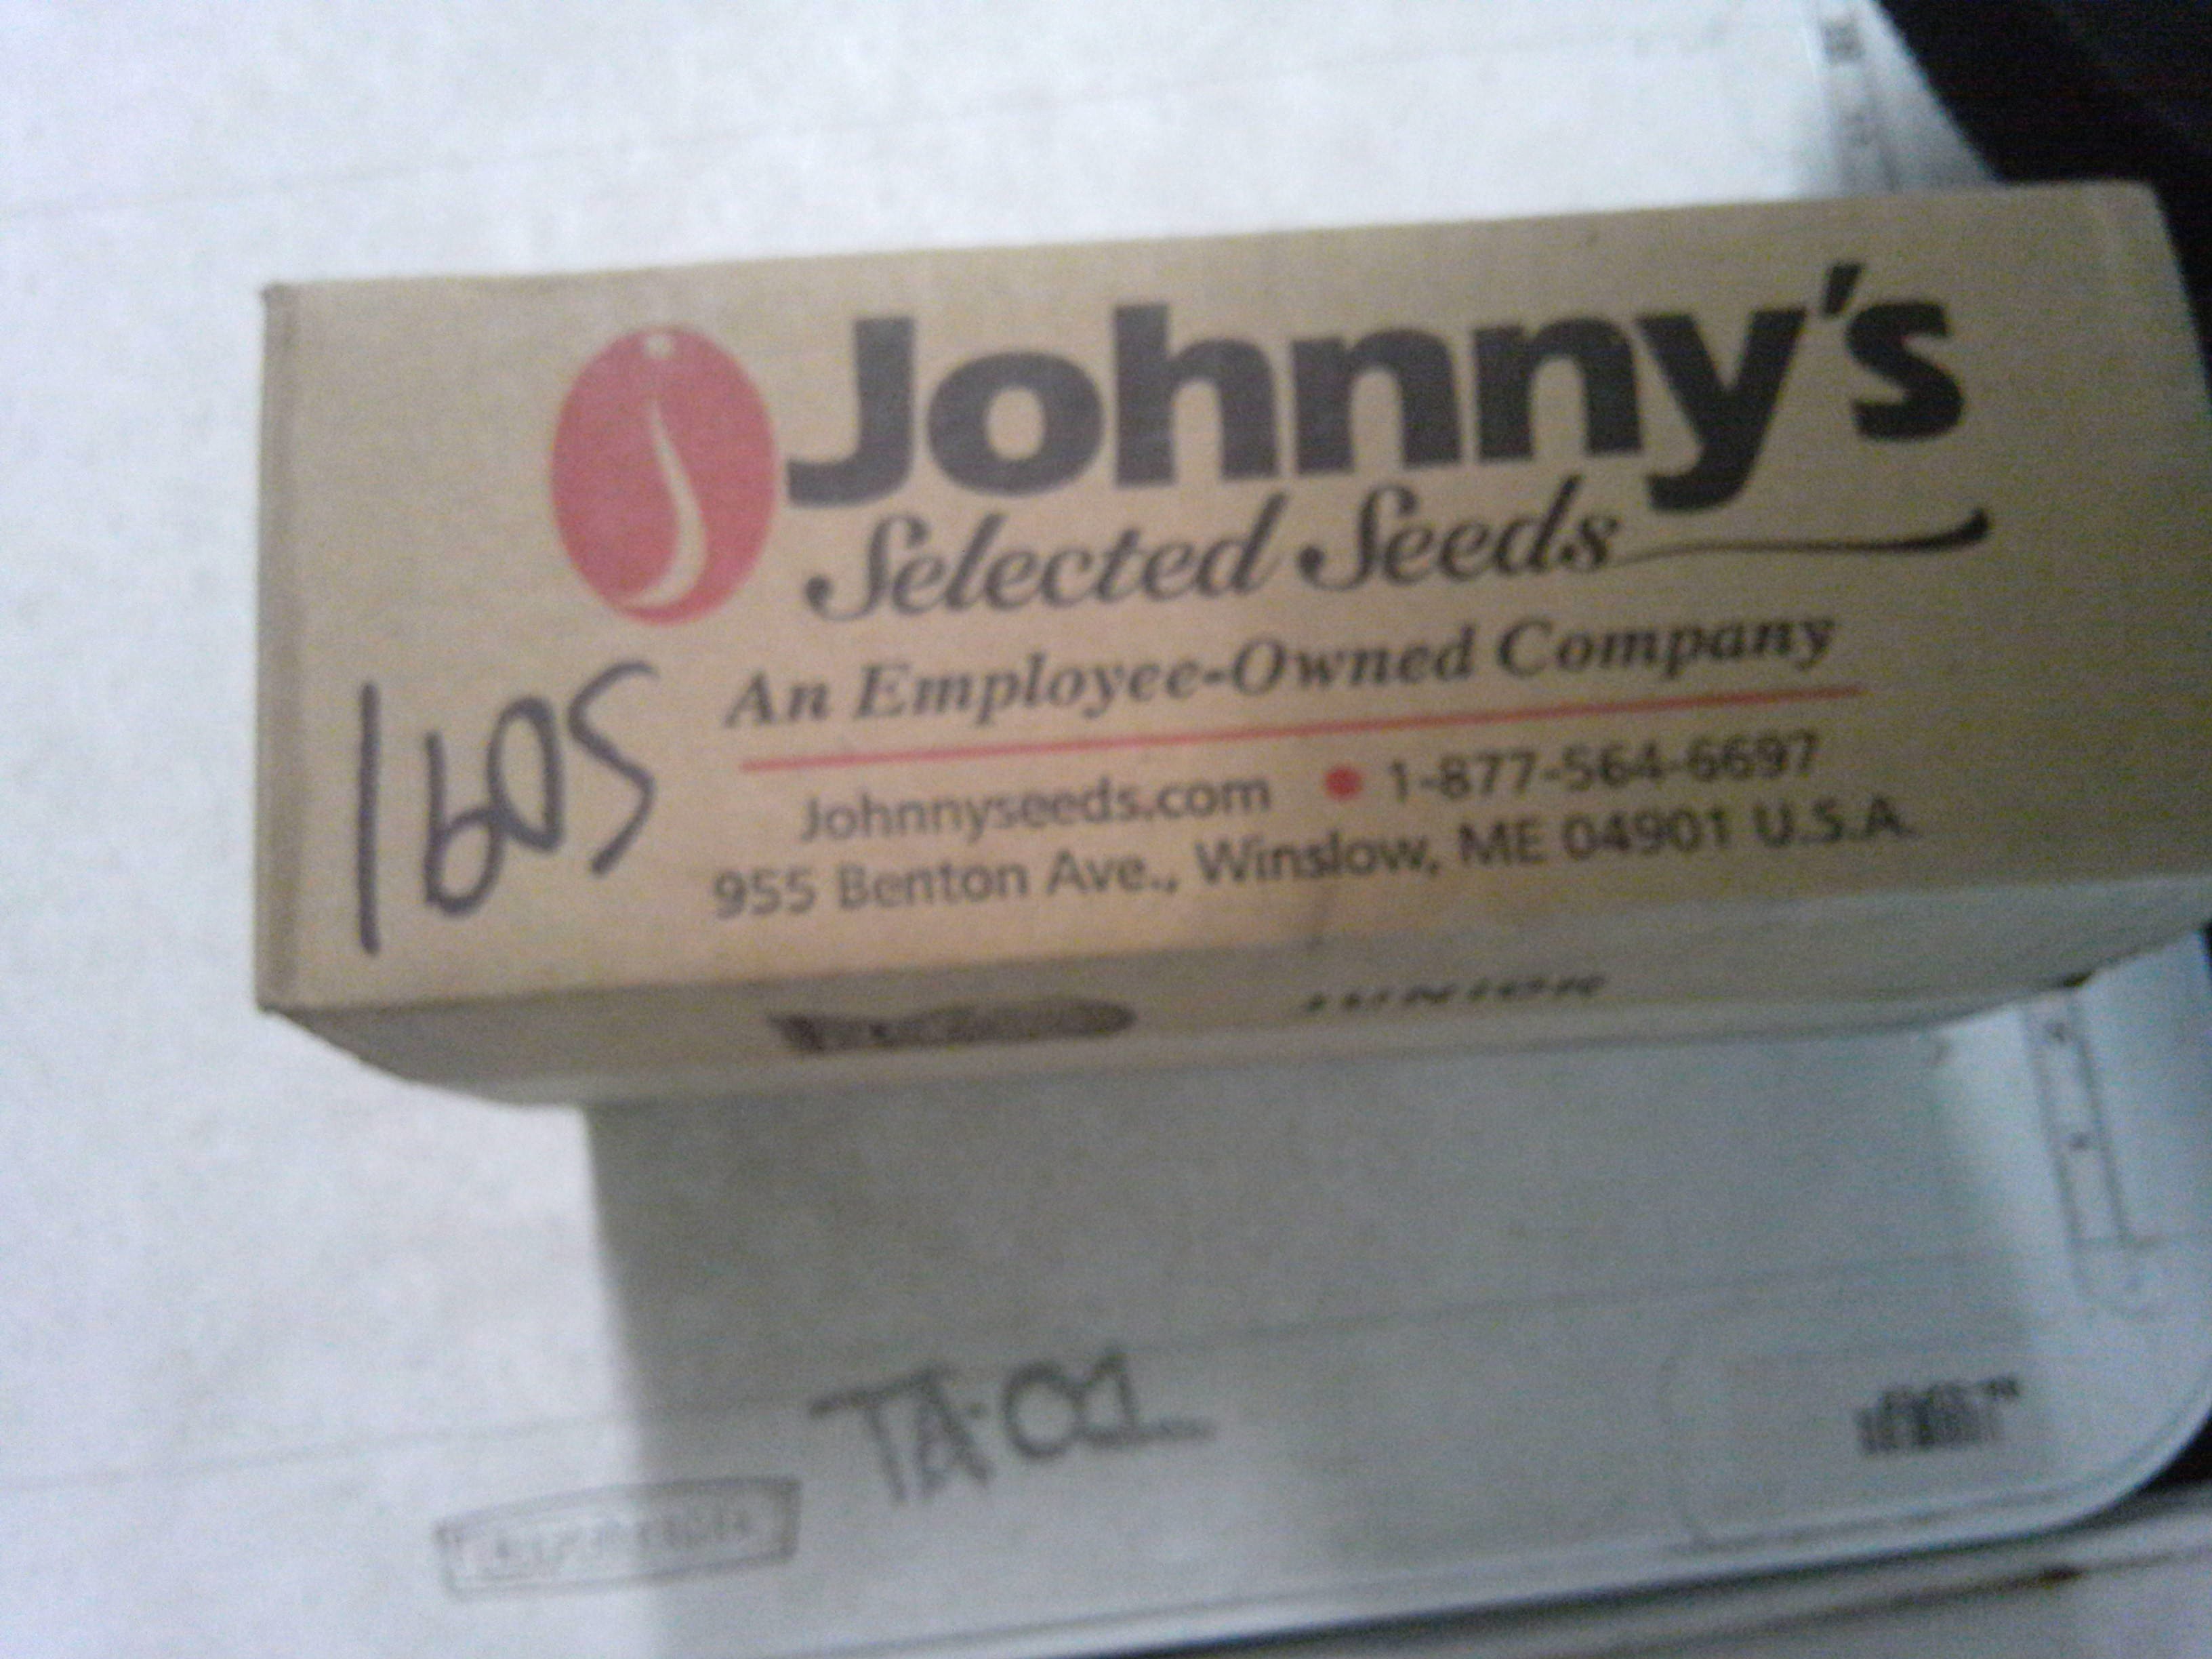 Johnny's
Selected Seeds
An Employee-Owned Company
Johnnyseeds.com • 1-877-564-6697
955 Benton Ave., Winslow, ME 04901 U.S.A.
1605
JUNIOR
TA-01